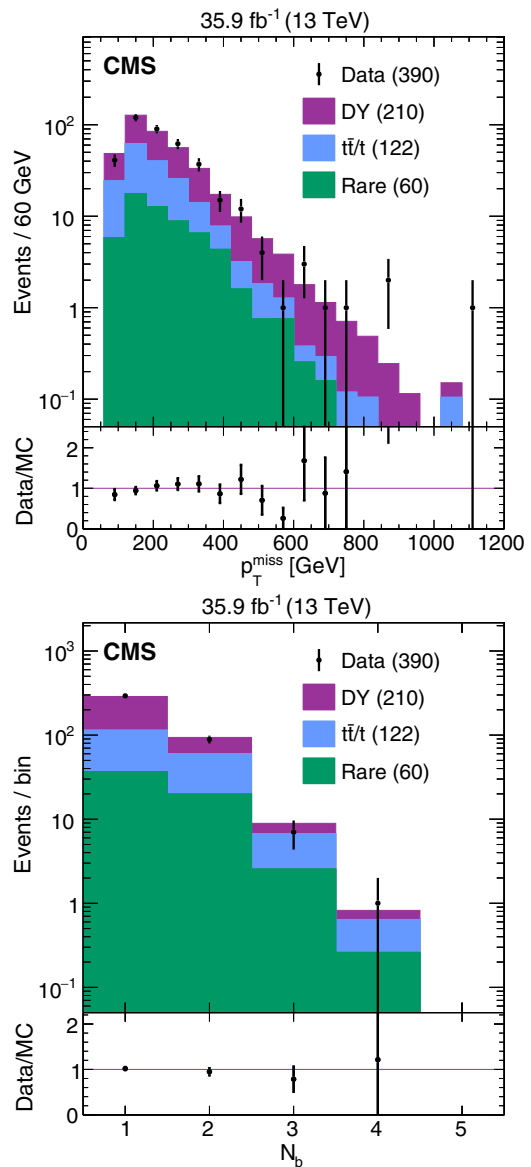 35.9 fb⁻¹ (13 TeV)
CMS
Data (390)
DY (210)
tt̄/t (122)
Rare (60)
Events / 60 GeV
10²
10
1
10⁻¹
Data/MC
2
1
0
0 200 400 600 800 1000 1200
p_T^miss [GeV]
35.9 fb⁻¹ (13 TeV)
CMS
Data (390)
DY (210)
tt̄/t (122)
Rare (60)
Events / bin
10³
10²
10
1
10⁻¹
Data/MC
2
1
0
1 2 3 4 5
N_b